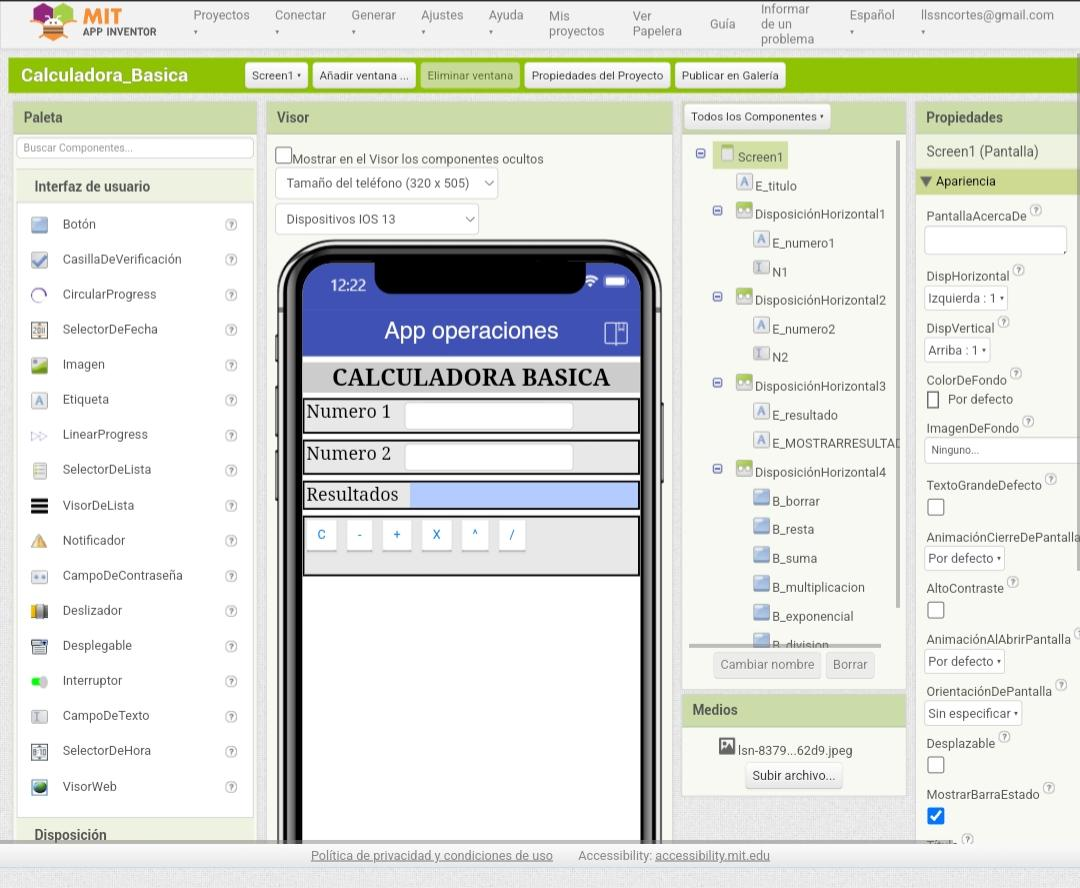 MIT
APP INVENTOR
Proyectos
Conectar
Generar
Ajustes
Ayuda
Mis proyectos
Ver Papelera
Guía
Informar de un problema
Español
llssncortes@gmail.com
Calculadora_Basica
Screen1
Añadir ventana ...
Eliminar ventana
Propiedades del Proyecto
Publicar en Galería
Paleta
Buscar Componentes...
Interfaz de usuario
Botón
CasillaDeVerificación
CircularProgress
SelectorDeFecha
Imagen
Etiqueta
LinearProgress
SelectorDeLista
VisorDeLista
Notificador
CampoDeContraseña
Deslizador
Desplegable
Interruptor
CampoDeTexto
SelectorDeHora
VisorWeb
Disposición
Visor
Mostrar en el Visor los componentes ocultos
Tamaño del teléfono (320 x 505)
Dispositivos IOS 13
12:22
App operaciones
CALCULADORA BASICA
Numero 1
Numero 2
Resultados
C - + X ^ /
Todos los Componentes
Screen1
E_titulo
DisposiciónHorizontal1
E_numero1
N1
DisposiciónHorizontal2
E_numero2
N2
DisposiciónHorizontal3
E_resultado
E_MOSTRARRESULTAD
DisposiciónHorizontal4
B_borrar
B_resta
B_suma
B_multiplicacion
B_exponencial
B_division
Cambiar nombre
Borrar
Medios
lsn-8379...62d9.jpeg
Subir archivo...
Propiedades
Screen1 (Pantalla)
Apariencia
PantallaAcercaDe
DispHorizontal
Izquierda : 1
DispVertical
Arriba : 1
ColorDeFondo
Por defecto
ImagenDeFondo
Ninguno...
TextoGrandeDefecto
AnimaciónCierreDePantalla
Por defecto
AltoContraste
AnimaciónAlAbrirPantalla
Por defecto
OrientaciónDePantalla
Sin especificar
Desplazable
MostrarBarraEstado
Política de privacidad y condiciones de uso
Accessibility: accessibility.mit.edu